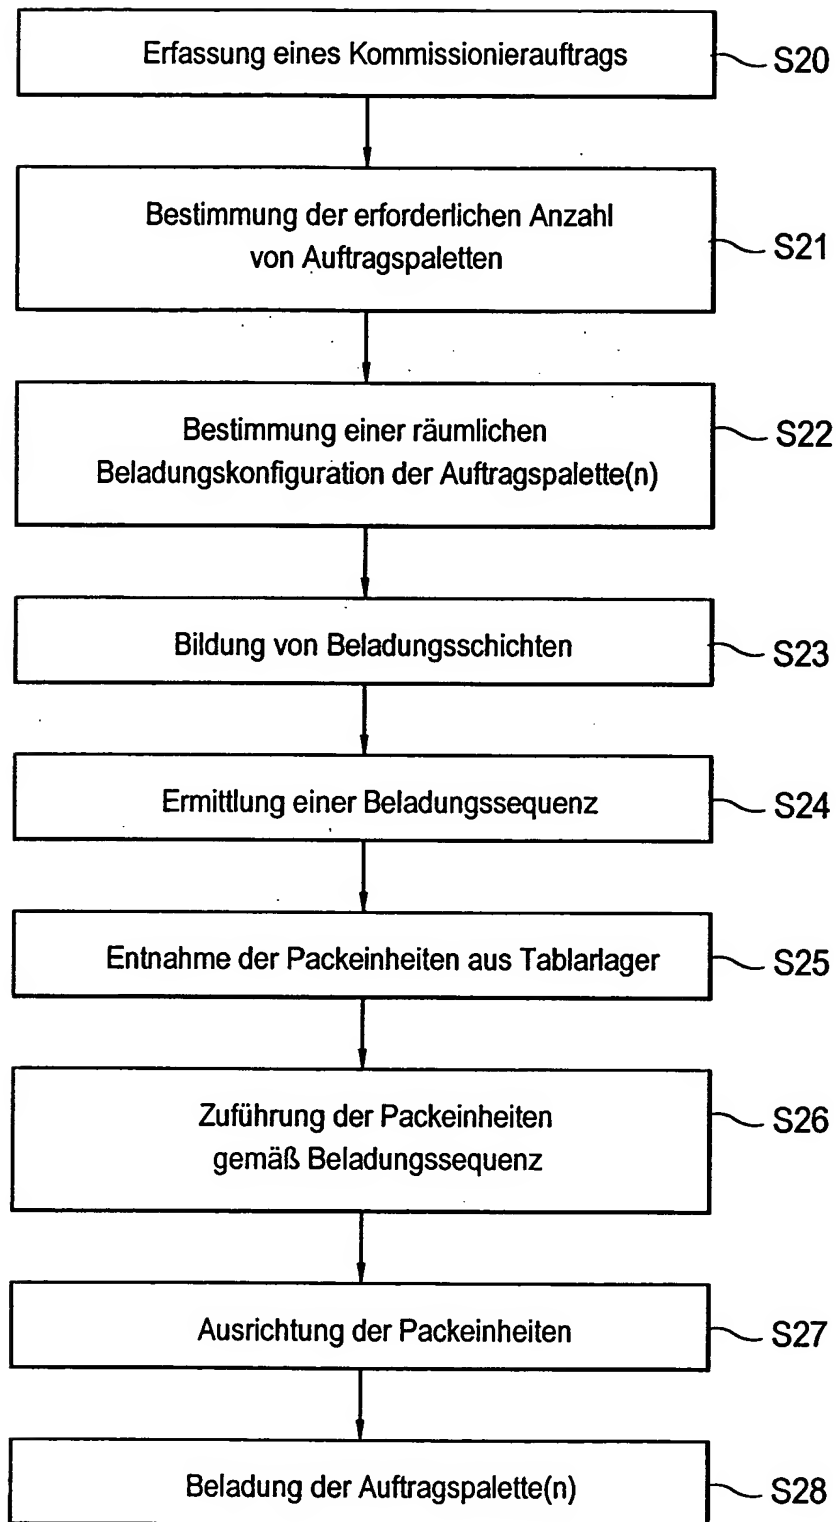 Erfassung eines Kommissionierauftrags
S20
Bestimmung der erforderlichen Anzahl
von Auftragspaletten
S21
Bestimmung einer räumlichen
Beladungskonfiguration der Auftragspalette(n)
S22
Bildung von Beladungsschichten
S23
Ermittlung einer Beladungssequenz
S24
Entnahme der Packeinheiten aus Tablarlager
S25
Zuführung der Packeinheiten
gemäß Beladungssequenz
S26
Ausrichtung der Packeinheiten
S27
Beladung der Auftragspalette(n)
S28